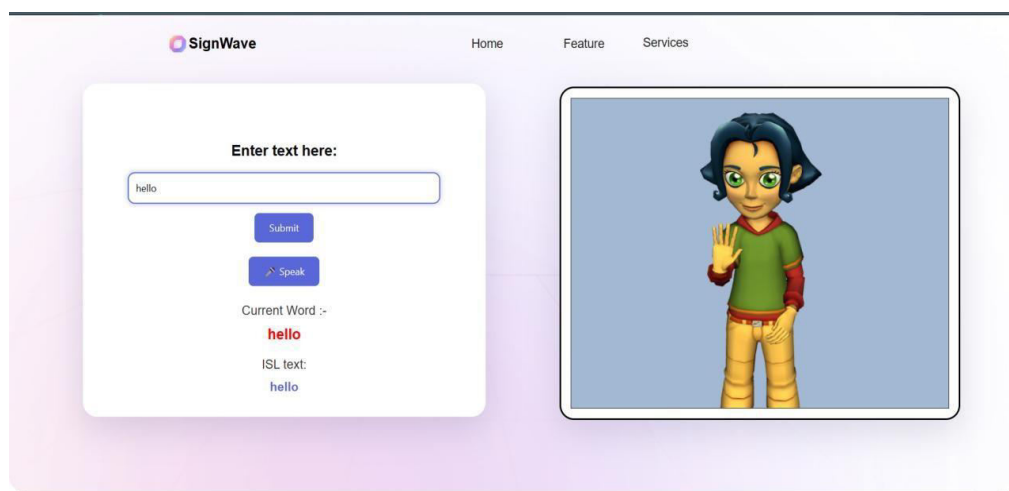 SignWave
Home Feature Services
Enter text here:
hello
Submit
Speak
Current Word :-
hello
ISL text:
hello